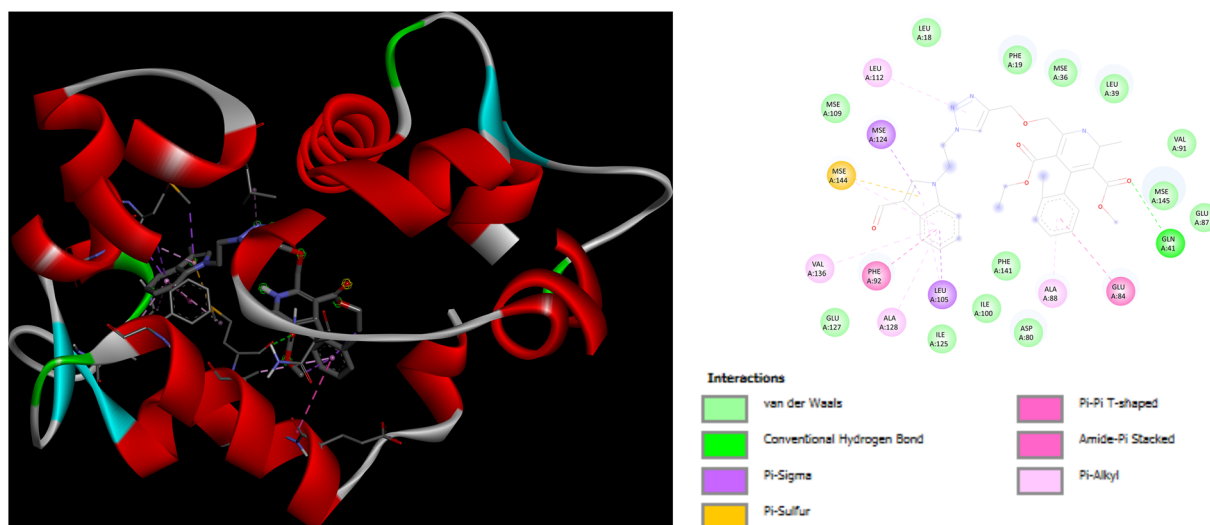 LEU
A:18
PHE
A:19
MSE
A:36
LEU
A:39
LEU
A:112
MSE
A:109
MSE
A:124
VAL
A:91
MSE
A:144
MSE
A:145
GLU
A:87
GLN
A:41
VAL
A:136
PHE
A:92
PHE
A:141
LEU
A:105
ALA
A:88
GLU
A:84
ILE
A:100
GLU
A:127
ALA
A:128
ILE
A:125
ASP
A:80
N
N
N
N
N
O
O
O
O
O
O
Interactions
van der Waals
Conventional Hydrogen Bond
Pi-Sigma
Pi-Sulfur
Pi-Pi T-shaped
Amide-Pi Stacked
Pi-Alkyl